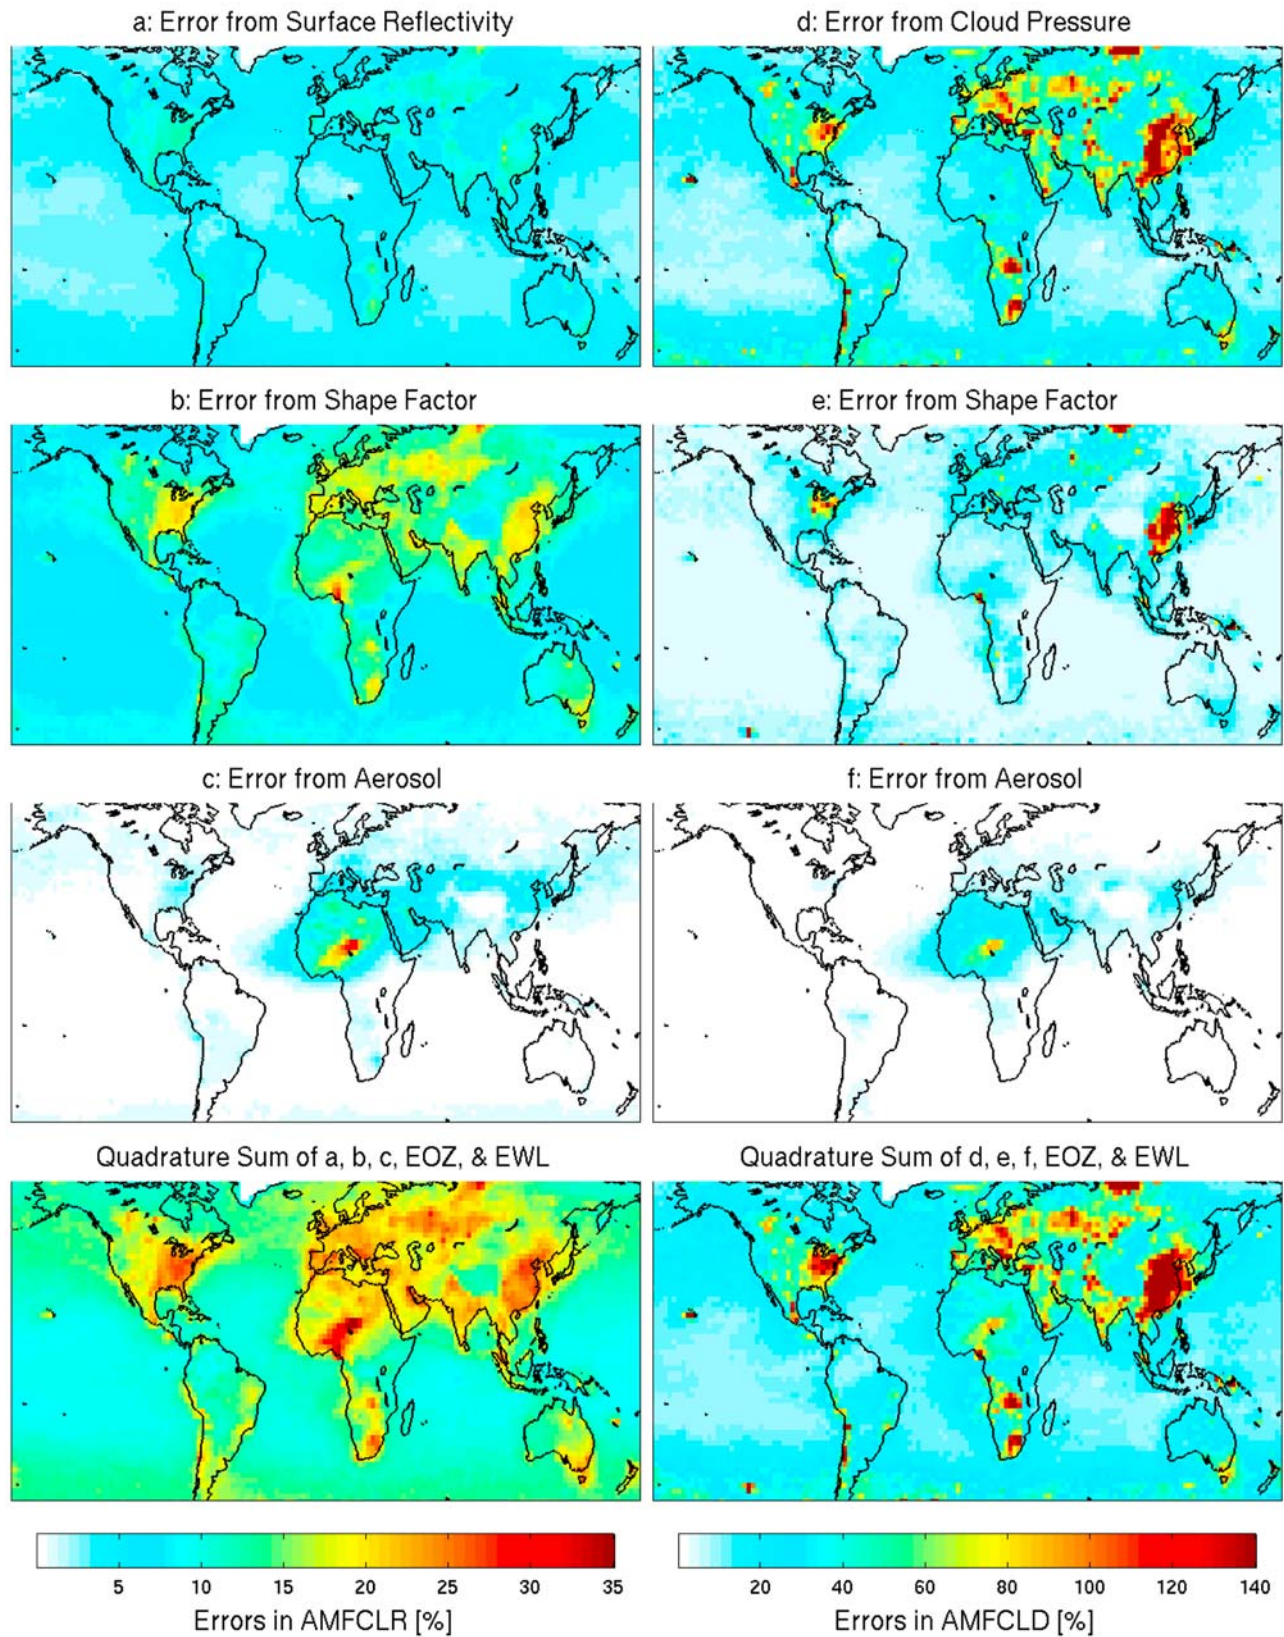 a: Error from Surface Reflectivity
d: Error from Cloud Pressure
b: Error from Shape Factor
e: Error from Shape Factor
c: Error from Aerosol
f: Error from Aerosol
Quadrature Sum of a, b, c, EOZ, & EWL
Quadrature Sum of d, e, f, EOZ, & EWL
5 10 15 20 25 30 35
Errors in AMFCLR [%]
20 40 60 80 100 120 140
Errors in AMFCLD [%]